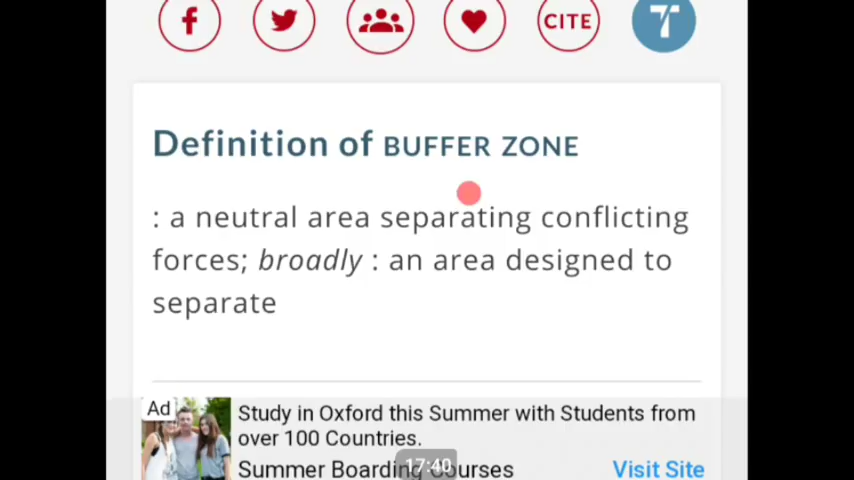 CITE
Definition of BUFFER ZONE
: a neutral area separating conflicting
forces; broadly : an area designed to
separate
Ad
Study in Oxford this Summer with Students from
over 100 Countries.
Summer Boarding Courses
Visit Site
17:40